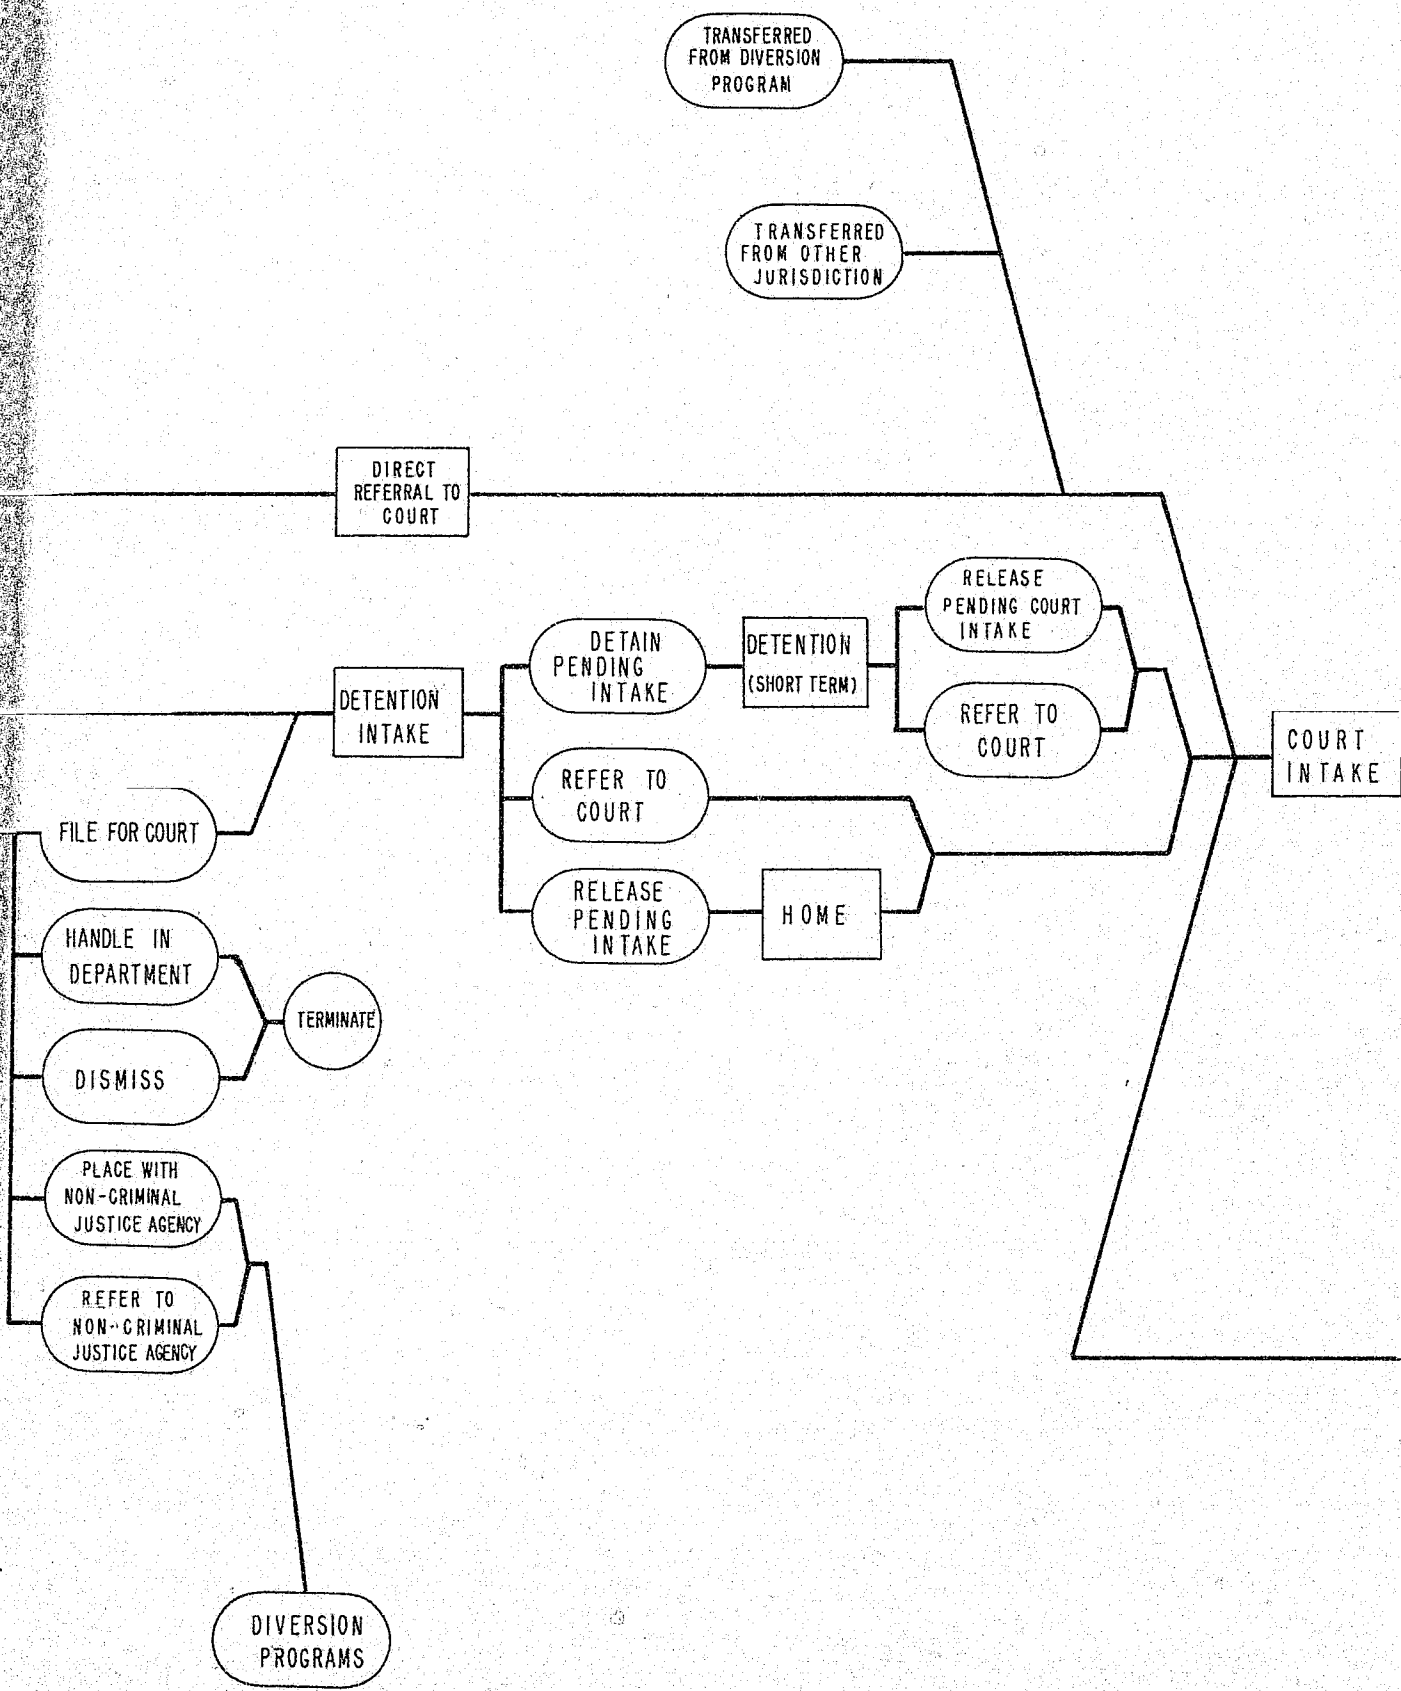 TRANSFERRED
FROM DIVERSION
PROGRAM
TRANSFERRED
FROM OTHER
JURISDICTION
DIRECT
REFERRAL TO
COURT
RELEASE
PENDING COURT
INTAKE
DETAIN
PENDING
INTAKE
DETENTION
(SHORT TERM)
DETENTION
INTAKE
REFER TO
COURT
COURT
INTAKE
REFER TO
COURT
FILE FOR COURT
RELEASE
PENDING
INTAKE
HOME
HANDLE IN
DEPARTMENT
TERMINATE
DISMISS
PLACE WITH
NON-CRIMINAL
JUSTICE AGENCY
REFER TO
NON-CRIMINAL
JUSTICE AGENCY
DIVERSION
PROGRAMS